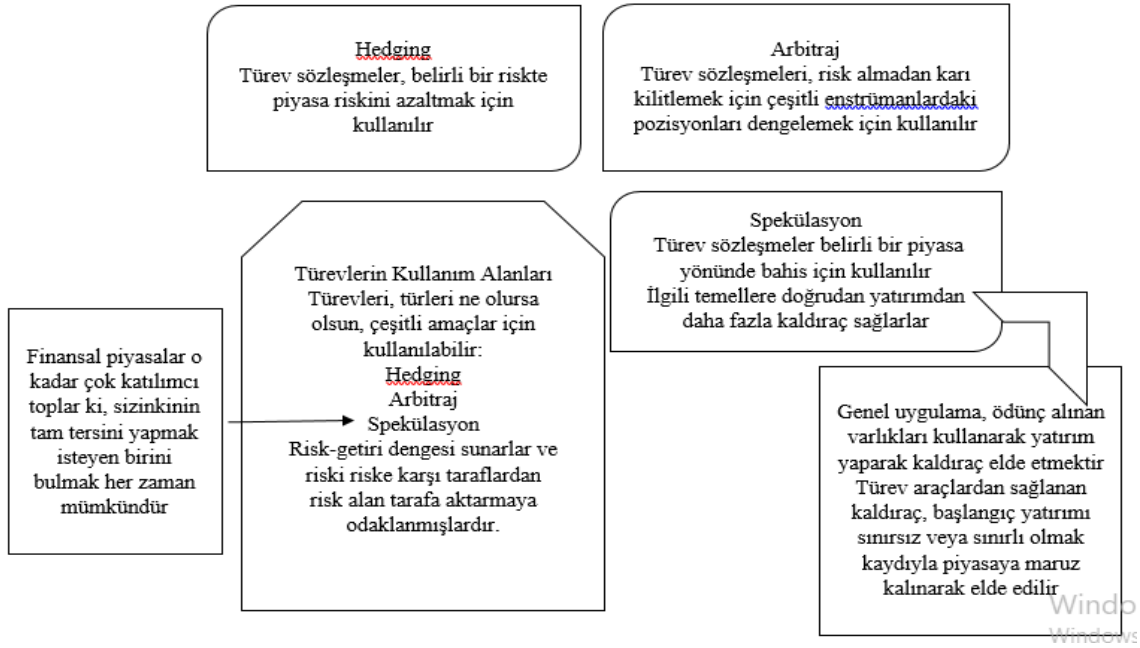 Hedging
Türev sözleşmeler, belirli bir riskte
piyasa riskini azaltmak için
kullanılır
Arbitraj
Türev sözleşmeleri, risk almadan karı
kilitlemek için çeşitli enstrümanlardaki
pozisyonları dengelemek için kullanılır
Spekülasyon
Türev sözleşmeler belirli bir piyasa
yönünde bahis için kullanılır
İlgili temellere doğrudan yatırımdan
daha fazla kaldıraç sağlarlar
Türevlerin Kullanım Alanları
Türevleri, türleri ne olursa
olsun, çeşitli amaçlar için
kullanılabilir:
Hedging
Arbitraj
Spekülasyon
Risk-getiri dengesi sunarlar ve
riski riske karşı taraflardan
risk alan tarafa aktarmaya
odaklanmışlardır.
Finansal piyasalar o
kadar çok katılımcı
toplar ki, sizinkinin
tam tersini yapmak
isteyen birini
bulmak her zaman
mümkündür
Genel uygulama, ödünç alınan
varlıkları kullanarak yatırım
yaparak kaldıraç elde etmektir
Türev araçlardan sağlanan
kaldıraç, başlangıç yatırımı
sınırsız veya sınırlı olmak
kaydıyla piyasaya maruz
kalınarak elde edilir
Windo
Windows